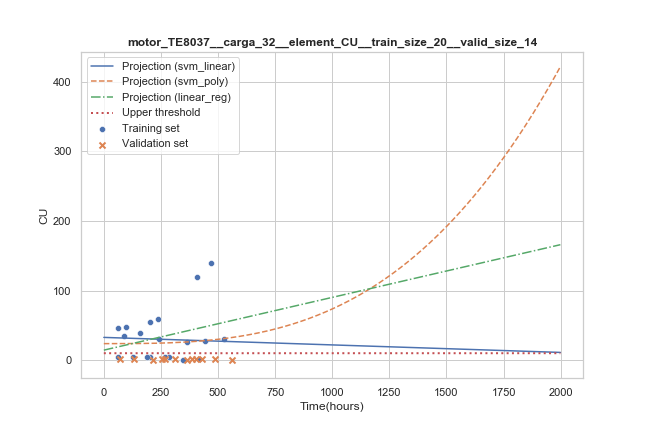 motor_TE8037__carga_32__element_CU__train_size_20__valid_size_14
Projection (svm_linear)
Projection (svm_poly)
Projection (linear_reg)
Upper threshold
Training set
Validation set
400
300
200
100
0
CU
0
250
500
750
1000
1250
1500
1750
2000
Time(hours)